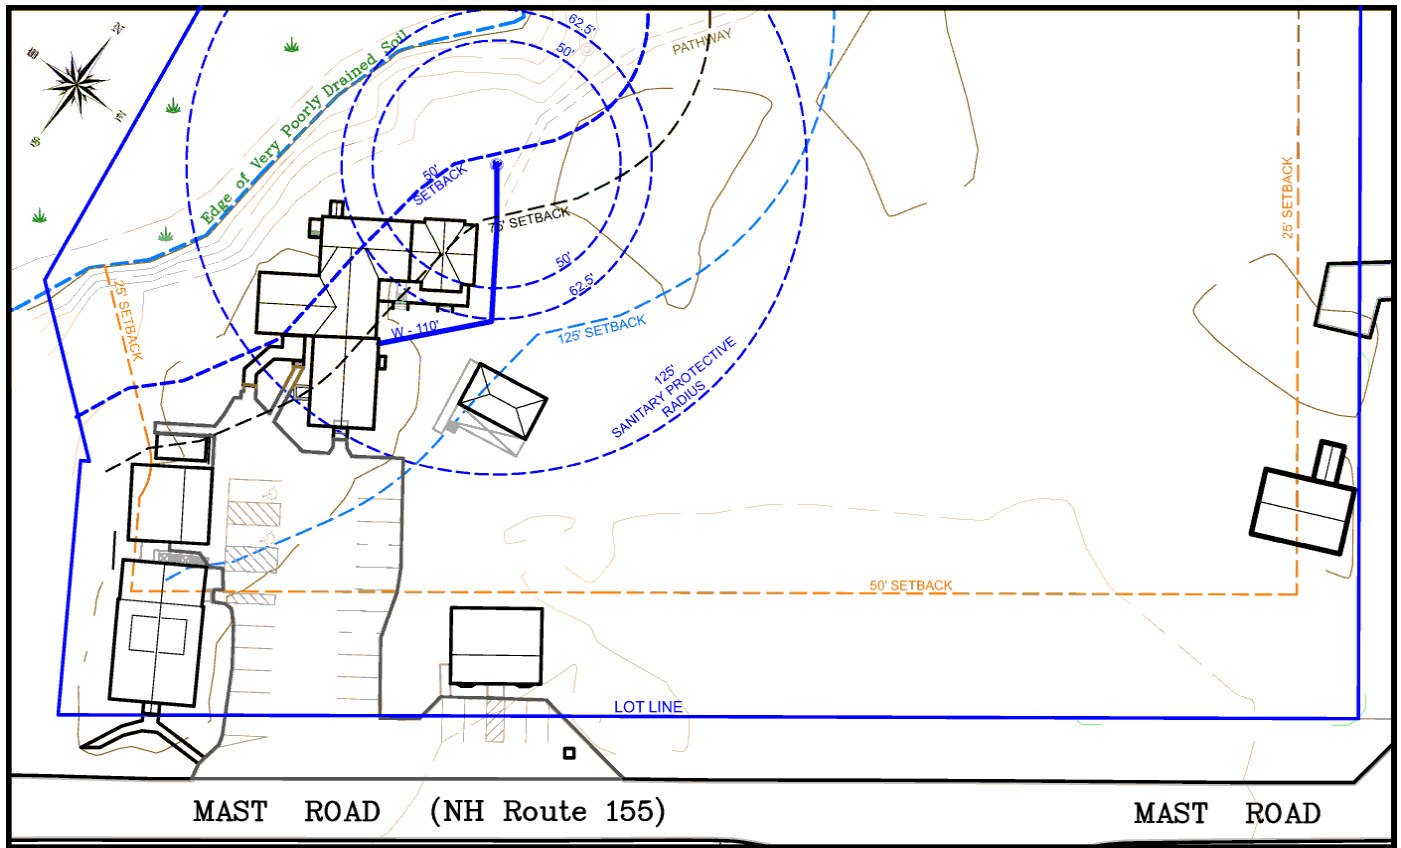 N
E
S
62.5'
50'
PATHWAY
Edge of Very Poorly Drained Soil
50'
SETBACK
75' SETBACK
25' SETBACK
50'
62.5'
25' SETBACK
W - 110'
125' SETBACK
125'
SANITARY PROTECTIVE
RADIUS
50' SETBACK
LOT LINE
MAST ROAD (NH Route 155)
MAST ROAD